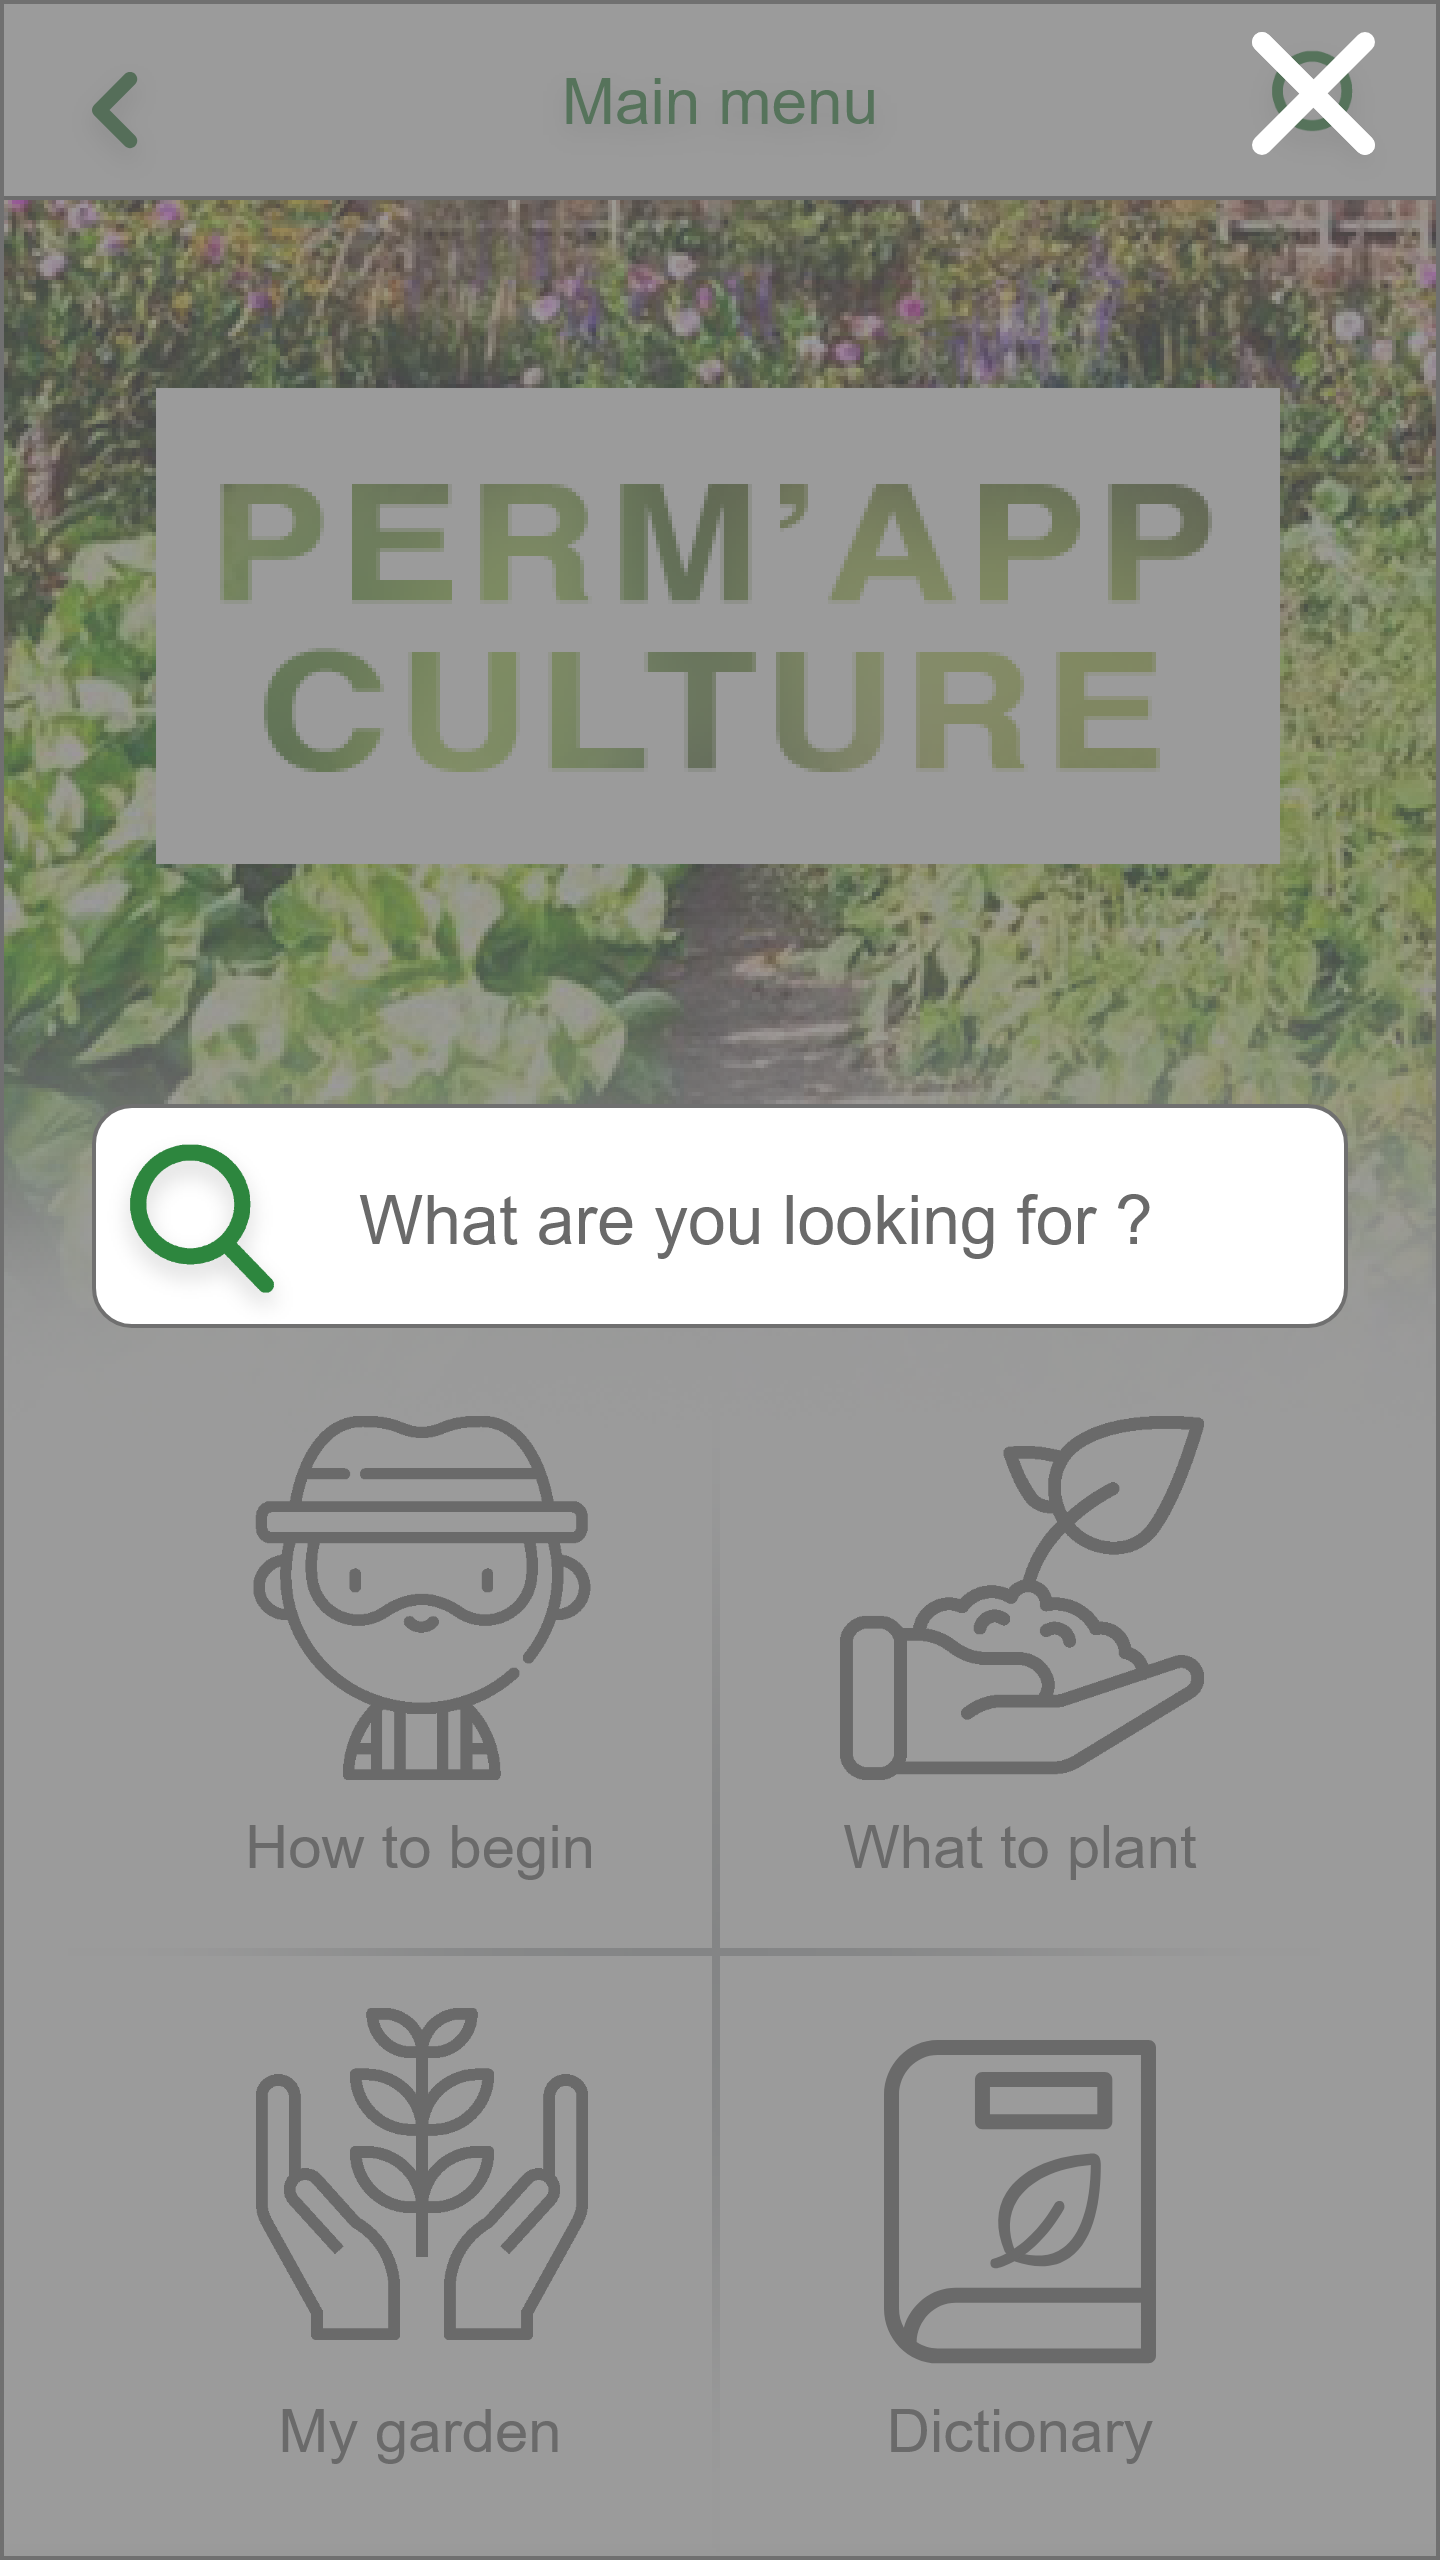 Main menu
PERM’APP
CULTURE
What are you looking for ?
How to begin
What to plant
My garden
Dictionary